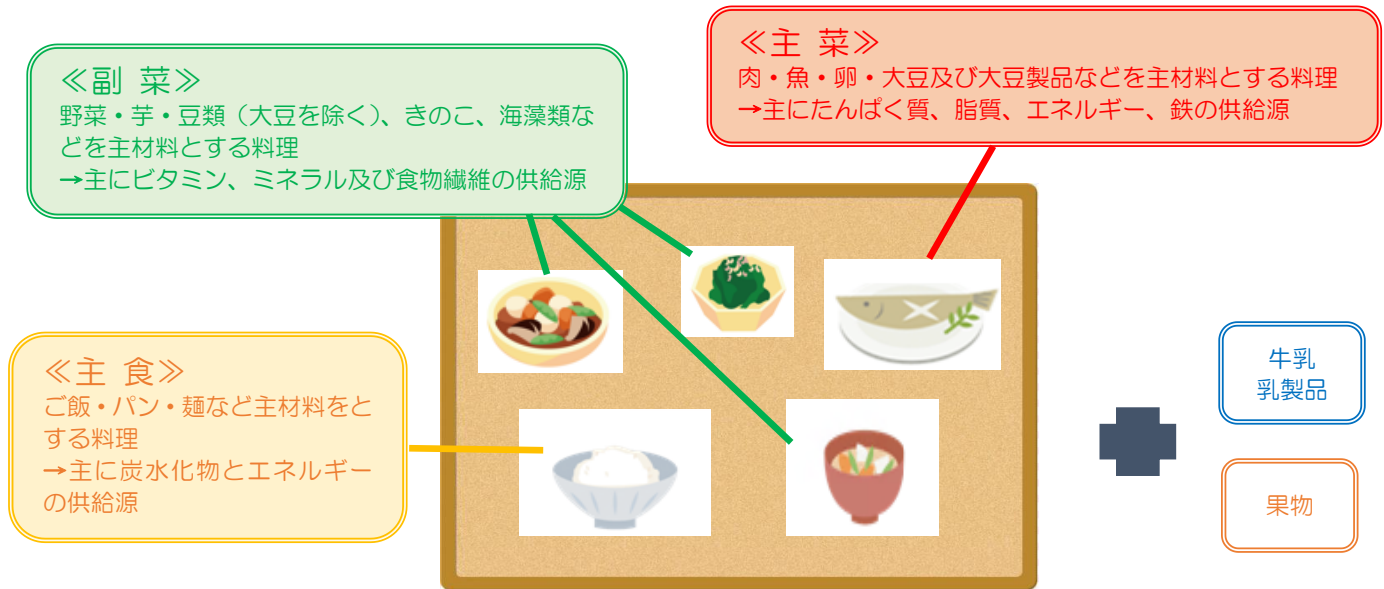 ≪副 菜≫
野菜・芋・豆類（大豆を除く）、きのこ、海藻類な
どを主材料とする料理
→主にビタミン、ミネラル及び食物繊維の供給源
≪主 菜≫
肉・魚・卵・大豆及び大豆製品などを主材料とする料理
→主にたんぱく質、脂質、エネルギー、鉄の供給源
≪主 食≫
ご飯・パン・麺など主材料をと
する料理
→主に炭水化物とエネルギー
の供給源
牛乳
乳製品
果物